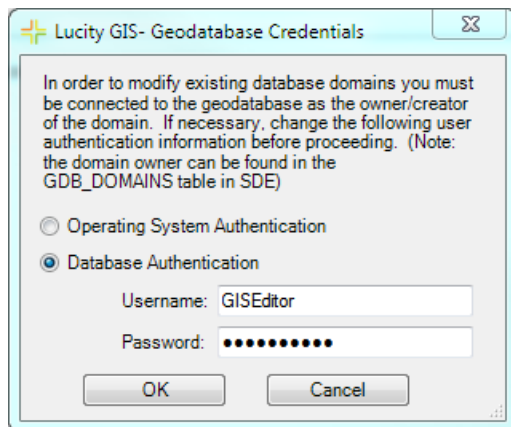 Lucity GIS- Geodatabase Credentials
In order to modify existing database domains you must
be connected to the geodatabase as the owner/creator
of the domain.  If necessary, change the following user
authentication information before proceeding.  (Note:
the domain owner can be found in the
GDB_DOMAINS table in SDE)
Operating System Authentication
Database Authentication
Username: GISEditor
Password: ●●●●●●●●●●
OK Cancel